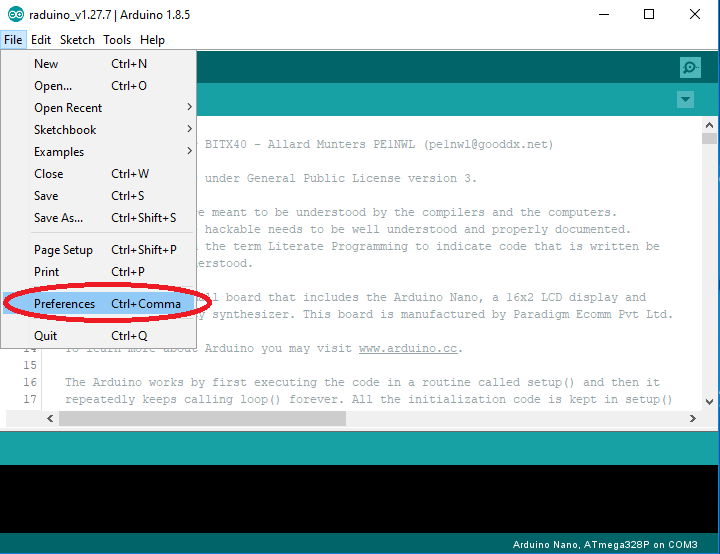 raduino_v1.27.7 | Arduino 1.8.5
File Edit Sketch Tools Help
New Ctrl+N
Open... Ctrl+O
Open Recent
Sketchbook
Examples
Close Ctrl+W
Save Ctrl+S
Save As... Ctrl+Shift+S
Page Setup Ctrl+Shift+P
Print Ctrl+P
Preferences Ctrl+Comma
Quit Ctrl+Q
BITX40 - Allard Munters PE1NWL (pe1nwl@gooddx.net)
under General Public License version 3.
meant to be understood by the compilers and the computers.
hackable needs to be well understood and properly documented.
the term Literate Programming to indicate code that is written be
board that includes the Arduino Nano, a 16x2 LCD display and
synthesizer. This board is manufactured by Paradigm Ecomm Pvt Ltd.
14 To learn more about Arduino you may visit www.arduino.cc.
15
16 The Arduino works by first executing the code in a routine called setup() and then it
17 repeatedly keeps calling loop() forever. All the initialization code is kept in setup()
Arduino Nano, ATmega328P on COM3